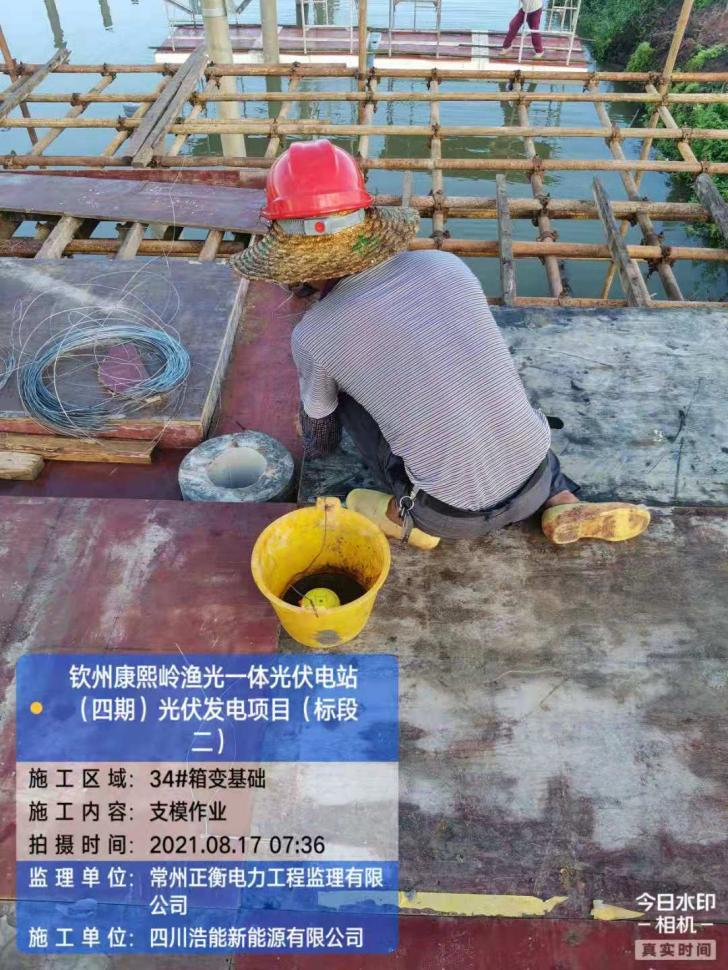 钦州康熙岭渔光一体光伏电站
（四期）光伏发电项目（标段
二）
施工区域：34#箱变基础
施工内容：支模作业
拍摄时间：2021.08.17 07:36
监理单位：常州正衡电力工程监理有限
公司
施工单位：四川浩能新能源有限公司
今日水印
相机
真实时间